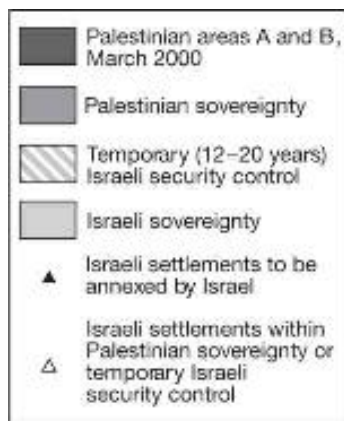 Palestinian areas A and B,
March 2000
Palestinian sovereignty
Temporary (12–20 years)
Israeli security control
Israeli sovereignty
Israeli settlements to be
annexed by Israel
Israeli settlements within
Palestinian sovereignty or
temporary Israeli
security control